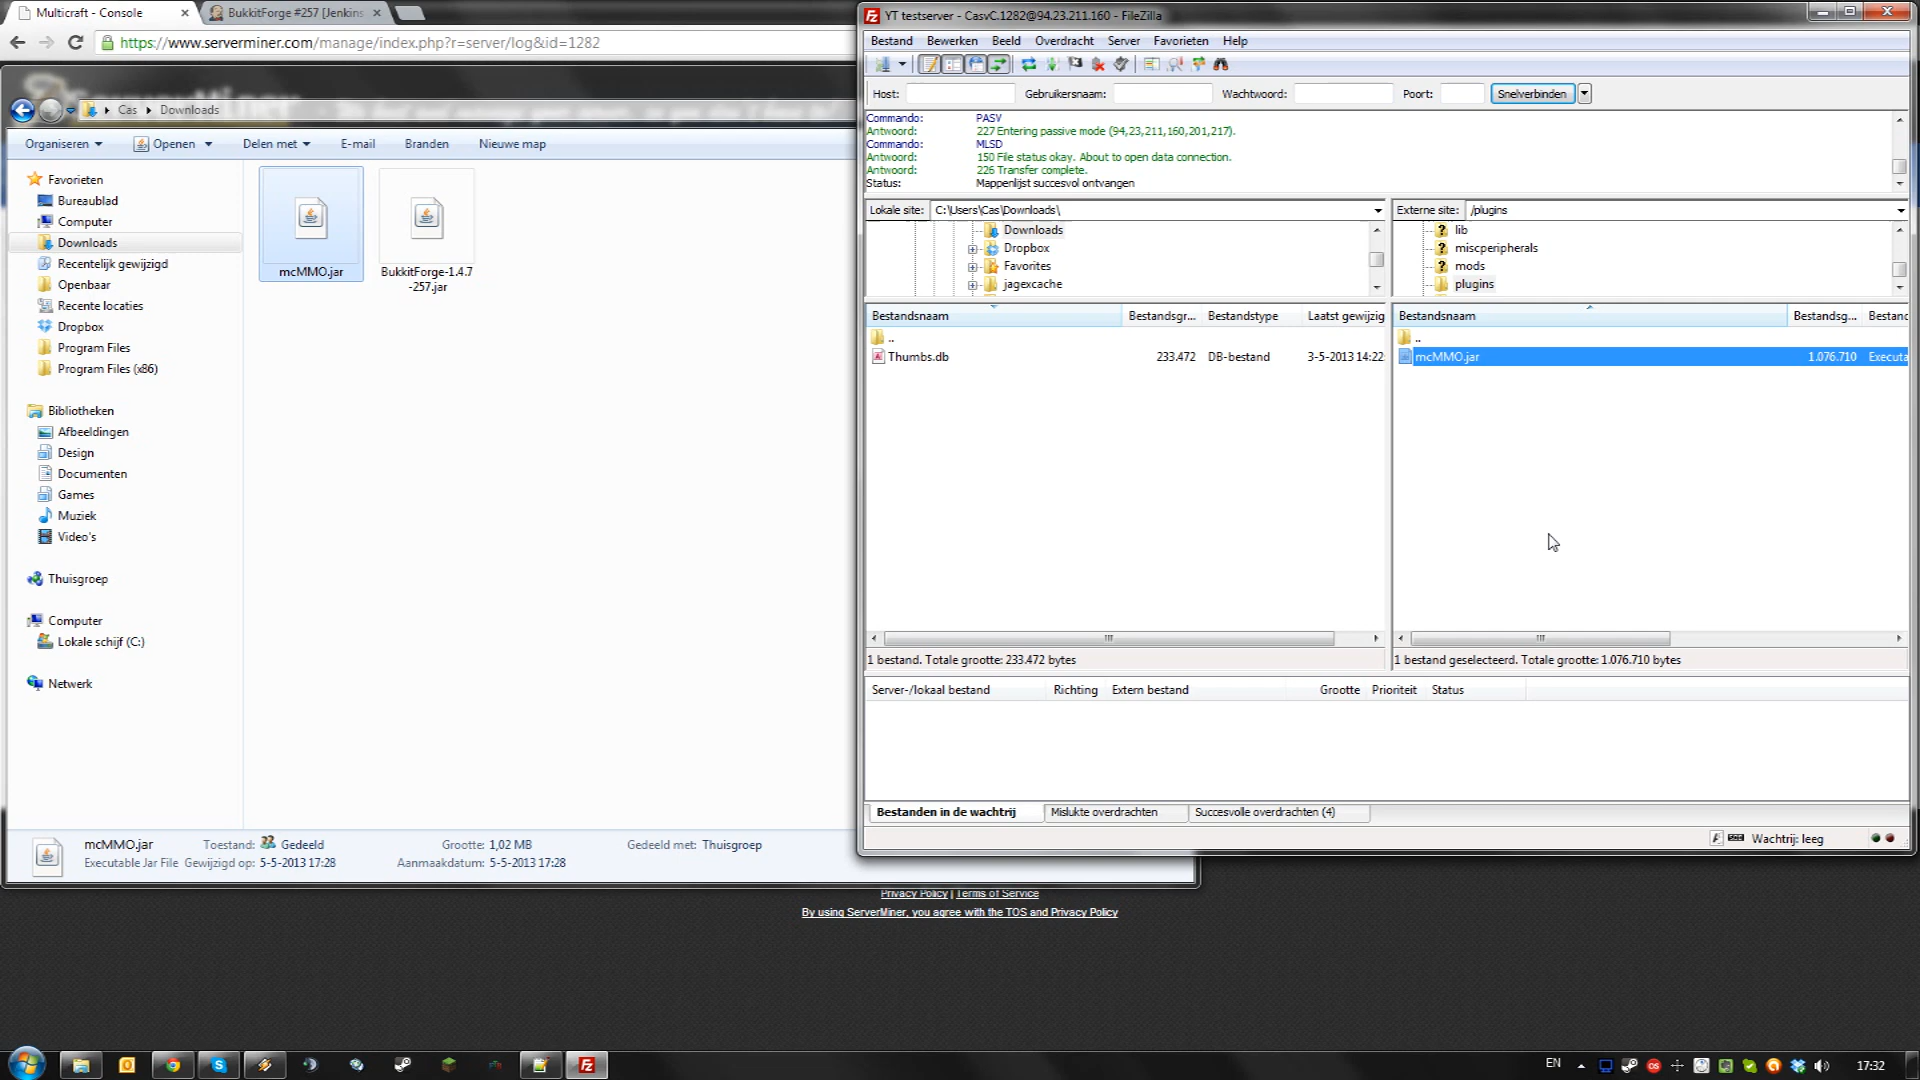 Multicraft - Console
BukkitForge #257 [Jenkins
https://www.serverminer.com/manage/index.php?r=server/log&id=1282
Cas
Downloads
Organiseren
Openen
Delen met
E-mail
Branden
Nieuwe map
Favorieten
Bureaublad
Computer
Downloads
Recentelijk gewijzigd
Openbaar
Recente locaties
Dropbox
Program Files
Program Files (x86)
Bibliotheken
Afbeeldingen
Design
Documenten
Games
Muziek
Video's
Thuisgroep
Computer
Lokale schijf (C:)
Netwerk
mcMMO.jar
BukkitForge-1.4.7
-257.jar
mcMMO.jar
Toestand: Gedeeld
Grootte: 1,02 MB
Gedeeld met: Thuisgroep
Executable Jar File
Gewijzigd op: 5-5-2013 17:28
Aanmaakdatum: 5-5-2013 17:28
YT testserver - CasvC.1282@94.23.211.160 - FileZilla
Bestand Bewerken Beeld Overdracht Server Favorieten Help
Host:
Gebruikersnaam:
Wachtwoord:
Poort:
Snelverbinden
Commando: PASV
Antwoord: 227 Entering passive mode (94,23,211,160,201,217).
Commando: MLSD
Antwoord: 150 File status okay. About to open data connection.
Antwoord: 226 Transfer complete.
Status: Mappenlijst succesvol ontvangen
Lokale site: C:\Users\Cas\Downloads\
Downloads
Dropbox
Favorites
jagexcache
Externe site: /plugins
lib
miscperipherals
mods
plugins
Bestandsnaam Bestandsgr... Bestandstype Laatst gewijzig
..
Thumbs.db 233.472 DB-bestand 3-5-2013 14:22:
1 bestand. Totale grootte: 233.472 bytes
Bestandsnaam Bestandsg... Bestand
..
mcMMO.jar 1.076.710 Executa
1 bestand geselecteerd. Totale grootte: 1.076.710 bytes
Server-/lokaal bestand Richting Extern bestand Grootte Prioriteit Status
Bestanden in de wachtrij
Mislukte overdrachten
Succesvolle overdrachten (4)
Wachtrij: leeg
Privacy Policy | Terms of Service
By using ServerMiner, you agree with the TOS and Privacy Policy
EN
17:32